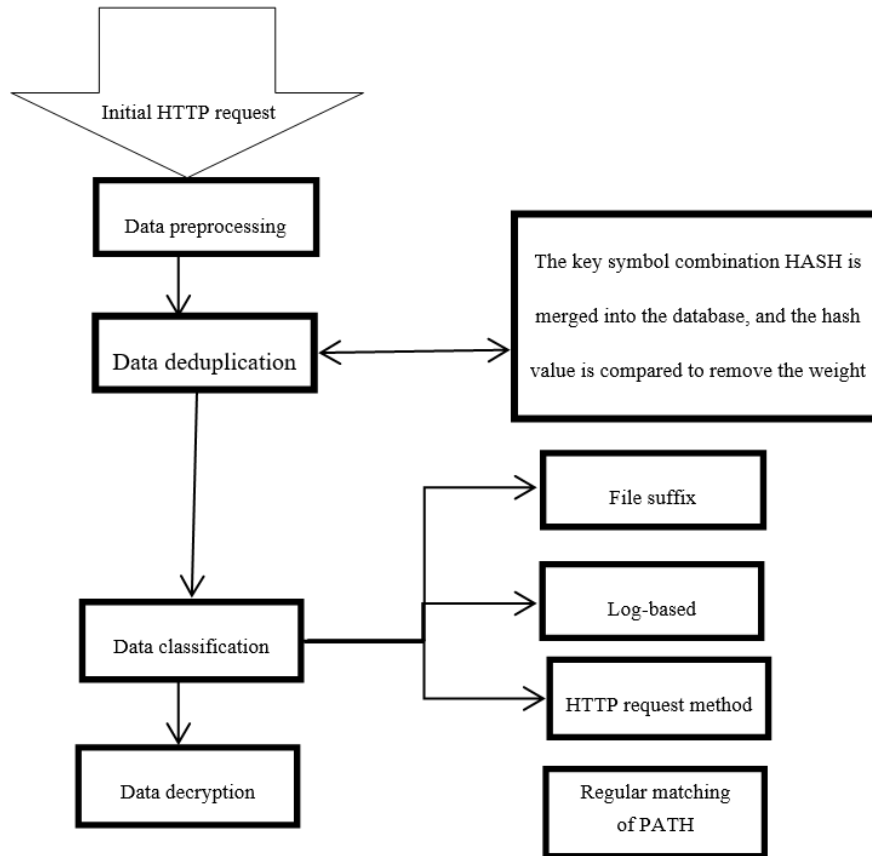 Initial HTTP request
Data preprocessing
The key symbol combination HASH is
merged into the database, and the hash
value is compared to remove the weight
Data deduplication
File suffix
Log-based
Data classification
HTTP request method
Data decryption
Regular matching
of PATH